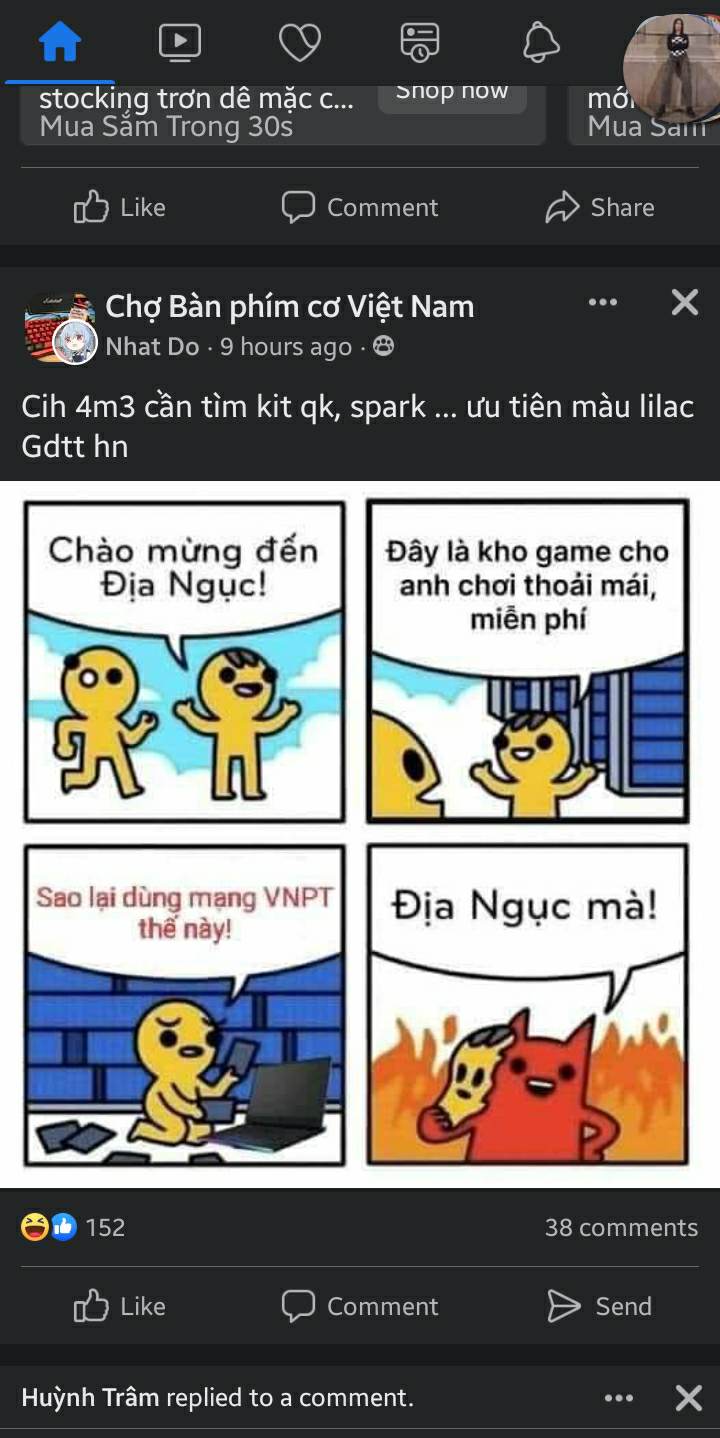 stocking trơn dễ mặc c...
Shop now
Mua Sắm Trong 30s
Mua Sắm
Like
Comment
Share
Chợ Bàn phím cơ Việt Nam
Nhat Do · 9 hours ago ·
Cih 4m3 cần tìm kit qk, spark ... ưu tiên màu lilac
Gdtt hn
Chào mừng đến
Địa Ngục!
Đây là kho game cho
anh chơi thoải mái,
miễn phí
Sao lại dùng mạng VNPT
thế này!
Địa Ngục mà!
152
38 comments
Like
Comment
Send
Huỳnh Trâm replied to a comment.